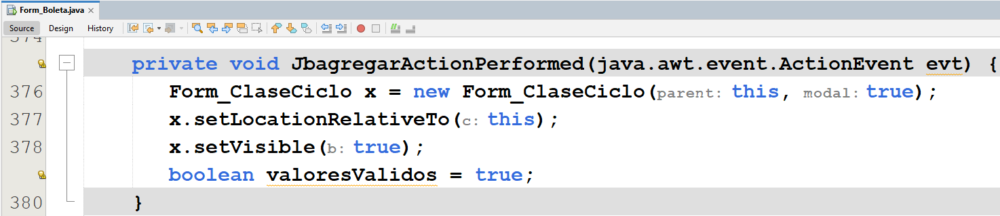 Form_Boleta.java ×
Source Design History
374
private void JbagregarActionPerformed(java.awt.event.ActionEvent evt) {
376 Form_ClaseCiclo x = new Form_ClaseCiclo(parent: this, modal: true);
377 x.setLocationRelativeTo(c: this);
378 x.setVisible(b: true);
boolean valoresValidos = true;
380 }